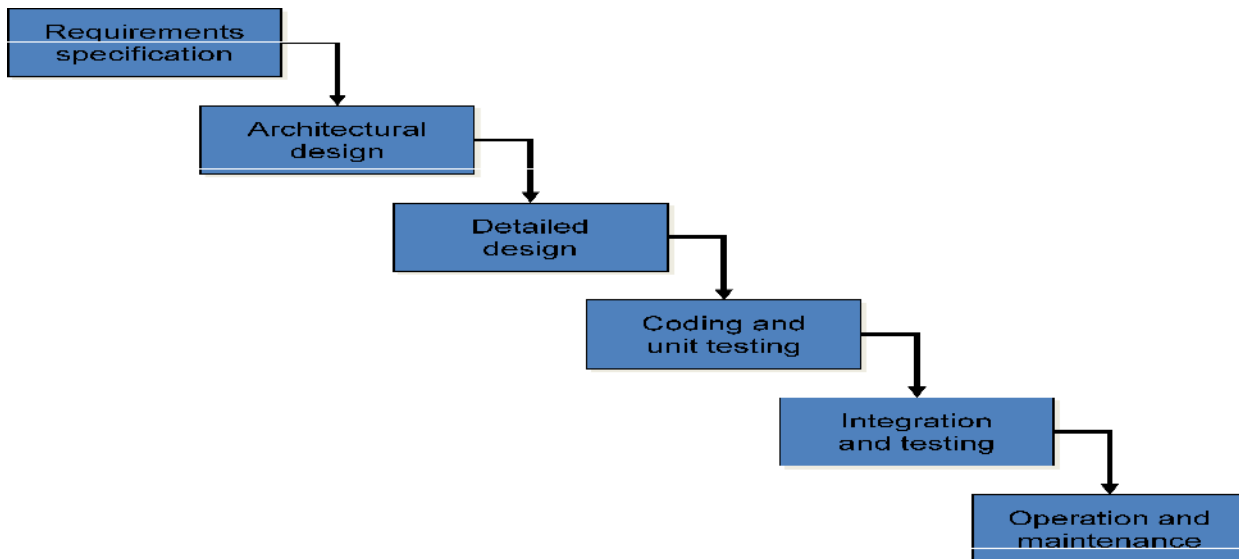 Requirements
specification
Architectural
design
Detailed
design
Coding and
unit testing
Integration
and testing
Operation and
maintenance